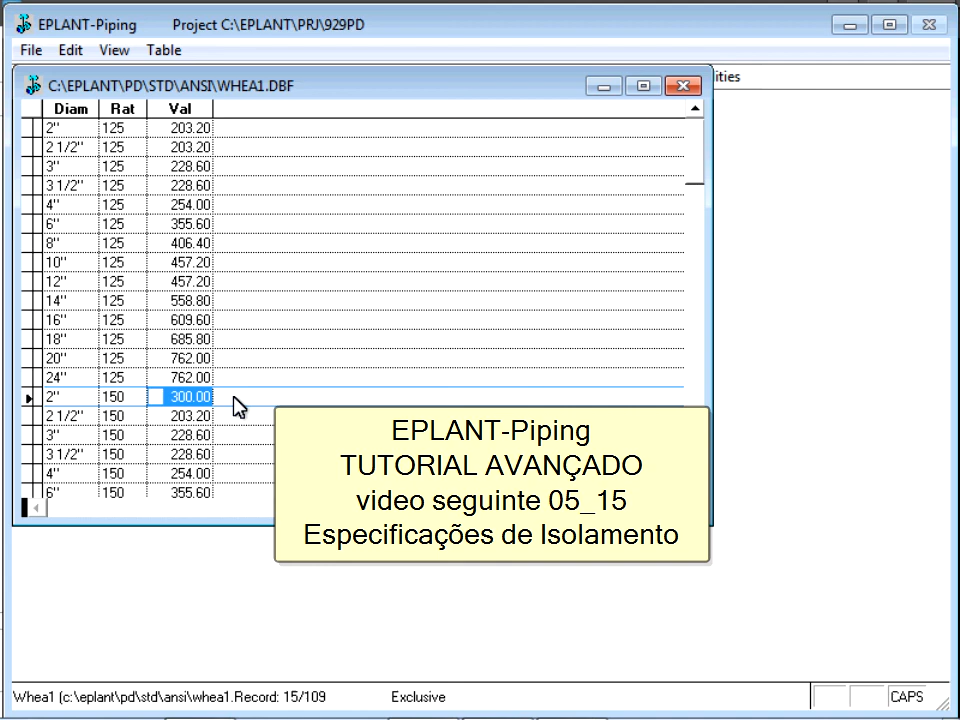 EPLANT-Piping Project C:\EPLANT\PRJ\929PD
File Edit View Table
ities
C:\EPLANT\PD\STD\ANSI\WHEA1.DBF
Diam Rat Val
2" 125 203.20
2 1/2" 125 203.20
3" 125 228.60
3 1/2" 125 228.60
4" 125 254.00
6" 125 355.60
8" 125 406.40
10" 125 457.20
12" 125 457.20
14" 125 558.80
16" 125 609.60
18" 125 685.80
20" 125 762.00
24" 125 762.00
2" 150 300.00
2 1/2" 150 203.20
3" 150 228.60
3 1/2" 150 228.60
4" 150 254.00
6" 150 355.60
EPLANT-Piping
TUTORIAL AVANÇADO
video seguinte 05_15
Especificações de Isolamento
Whea1 (c:\eplant\pd\std\ansi\whea1.Record: 15/109 Exclusive CAPS